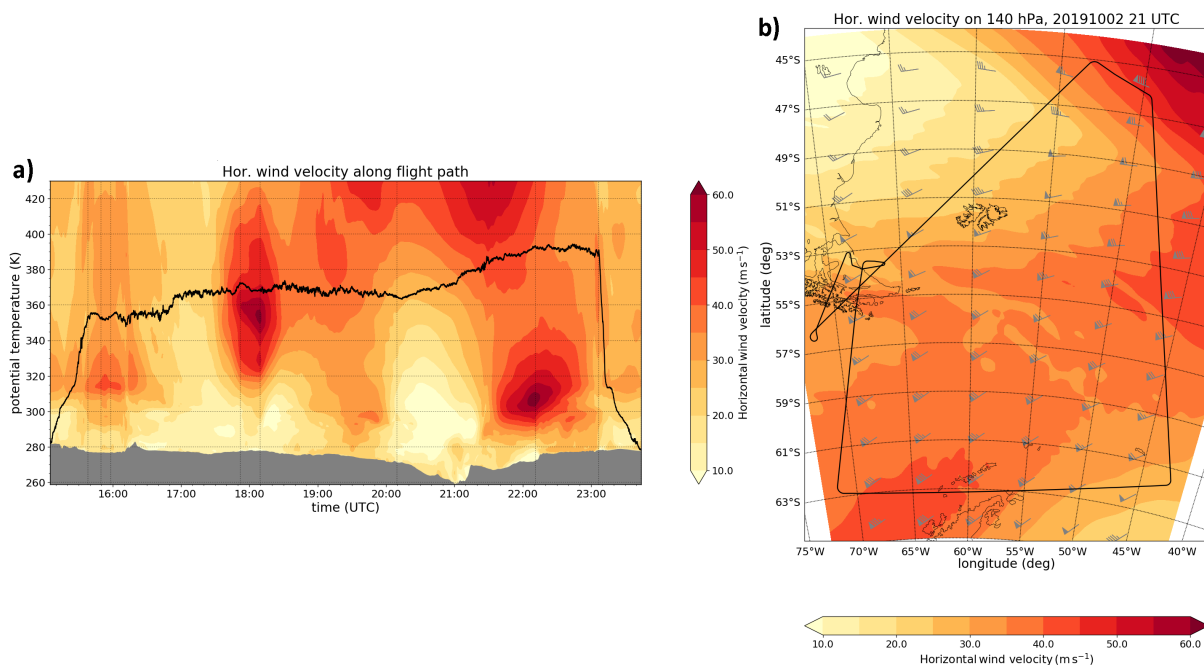 a)
Hor. wind velocity along flight path
420
400
380
360
340
320
300
280
260
potential temperature (K)
16:00 17:00 18:00 19:00 20:00 21:00 22:00 23:00
time (UTC)
60.0
50.0
40.0
30.0
20.0
10.0
Horizontal wind velocity (m s⁻¹)
b)
Hor. wind velocity on 140 hPa, 20191002 21 UTC
45°S
47°S
49°S
51°S
53°S
55°S
57°S
59°S
61°S
63°S
latitude (deg)
75°W 70°W 65°W 60°W 55°W 50°W 45°W 40°W
longitude (deg)
10.0 20.0 30.0 40.0 50.0 60.0
Horizontal wind velocity (m s⁻¹)